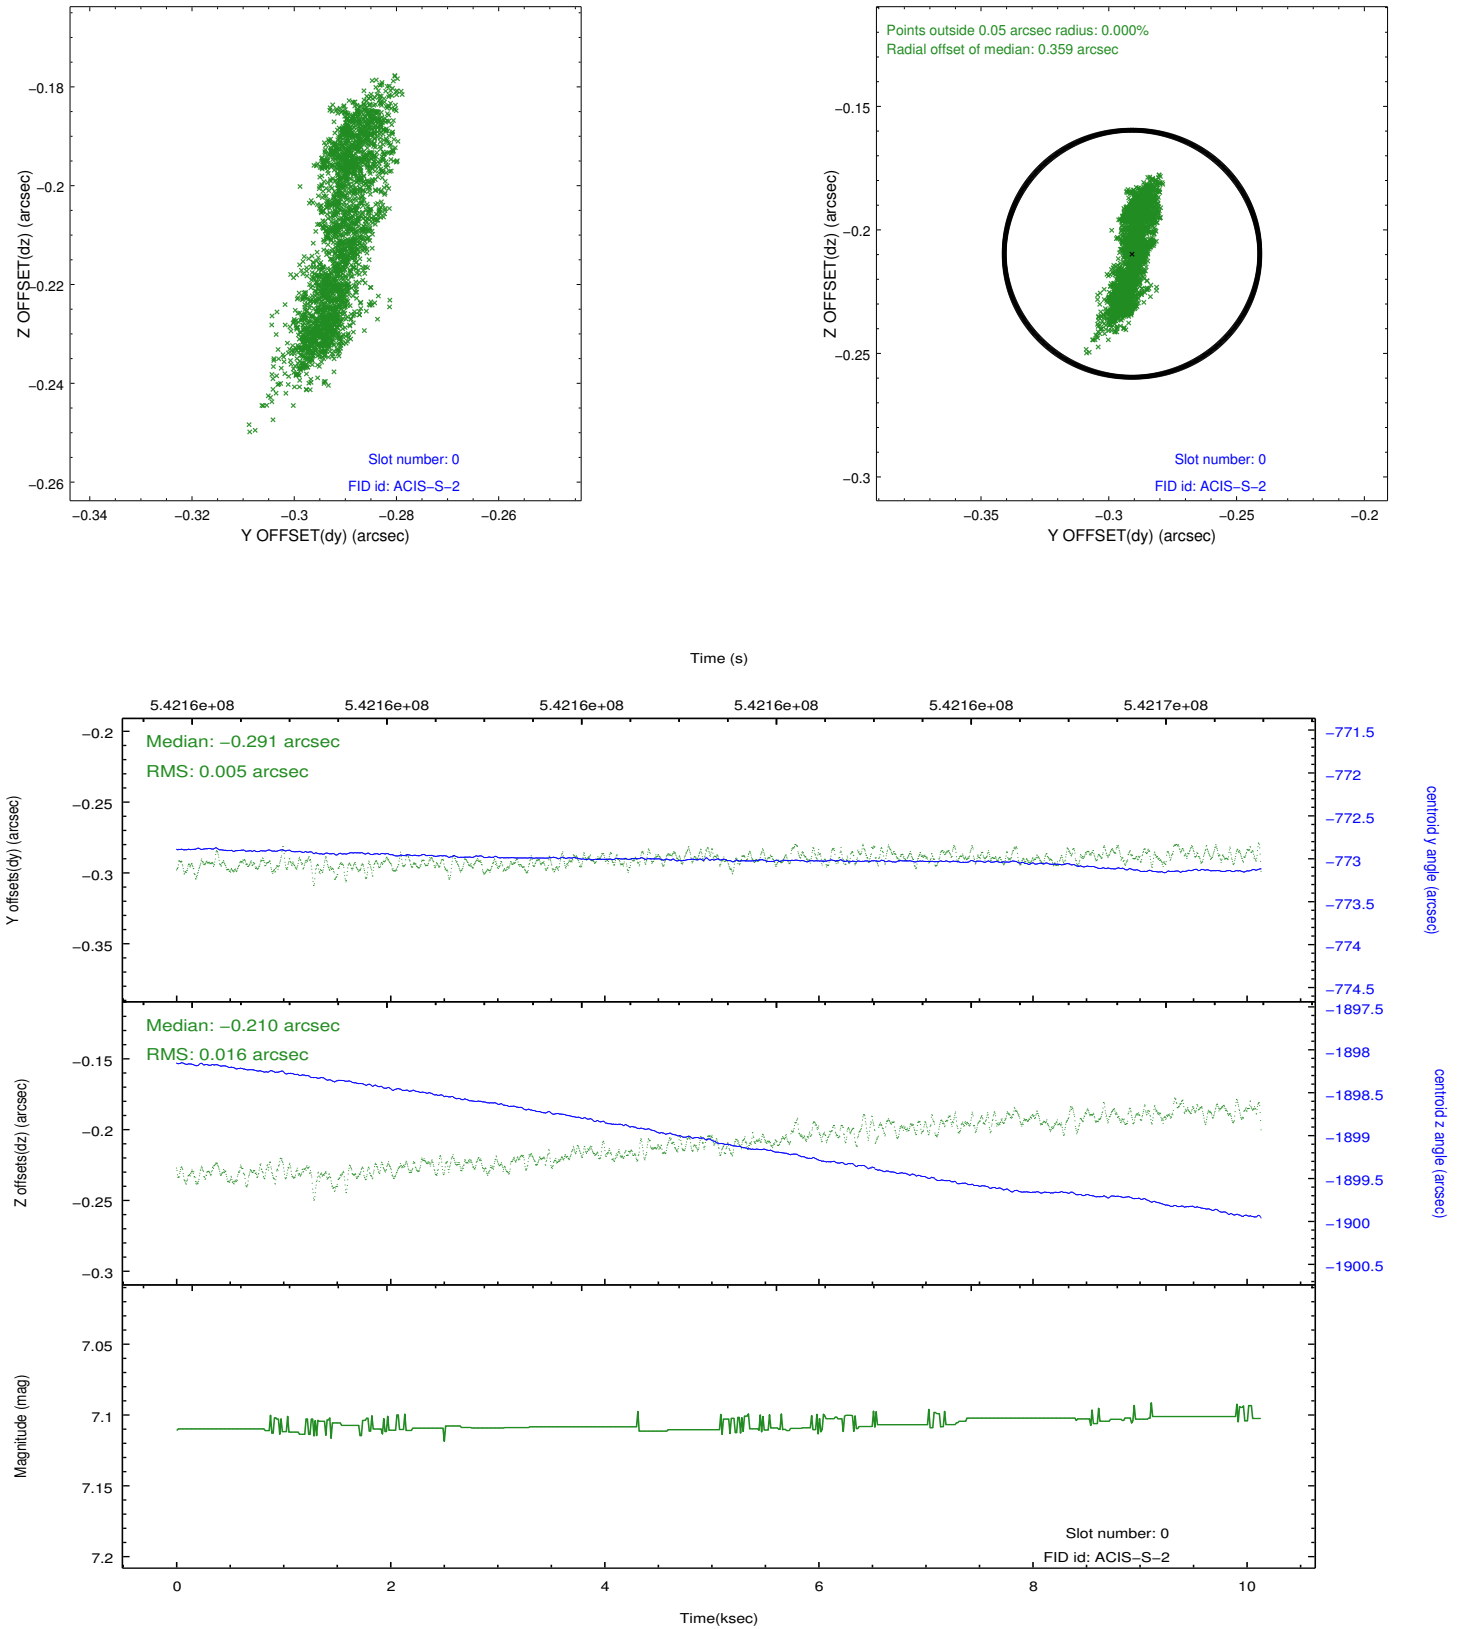 −0.18
−0.2
−0.22
−0.24
−0.26
Z OFFSET(dz) (arcsec)
Slot number: 0
FID id: ACIS−S−2
−0.34 −0.32 −0.3 −0.28 −0.26
Y OFFSET(dy) (arcsec)
Points outside 0.05 arcsec radius: 0.000%
Radial offset of median: 0.359 arcsec
−0.15
−0.2
−0.25
−0.3
Z OFFSET(dz) (arcsec)
Slot number: 0
FID id: ACIS−S−2
−0.35 −0.3 −0.25 −0.2
Y OFFSET(dy) (arcsec)
Time (s)
5.4216e+08 5.4216e+08 5.4216e+08 5.4216e+08 5.4216e+08 5.4217e+08
Median: −0.291 arcsec
RMS: 0.005 arcsec
−0.2
−0.25
−0.3
−0.35
Y offsets(dy) (arcsec)
−771.5
−772
−772.5
−773
−773.5
−774
−774.5
centroid y angle (arcsec)
Median: −0.210 arcsec
RMS: 0.016 arcsec
−0.15
−0.2
−0.25
−0.3
Z offsets(dz) (arcsec)
−1897.5
−1898
−1898.5
−1899
−1899.5
−1900
−1900.5
centroid z angle (arcsec)
7.05
7.1
7.15
7.2
Magnitude (mag)
Slot number: 0
FID id: ACIS−S−2
0 2 4 6 8 10
Time(ksec)